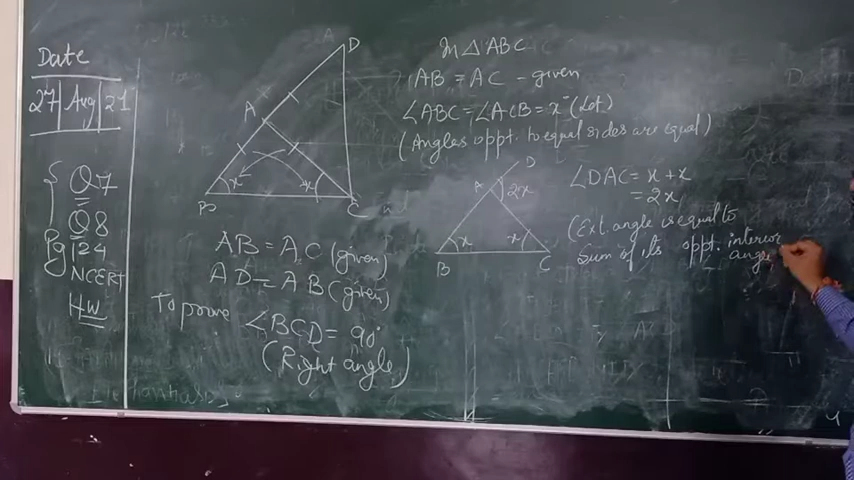 Date
27 | Aug | 21
Q7
Q8
Pg 124
NCERT
HW
D
A
x
x
B
C
AB = AC (given)
AD = AB (given)
To prove
∠BCD = 90°
(Right angle)
In △ ABC
AB = AC - given
∠ABC = ∠ACB = x (Let)
(Angles oppt. to equal sides are equal)
D
A
2x
x
x
B
C
∠DAC = x + x
= 2x
(Ext. angle is equal to
Sum of its oppt. interior
angle